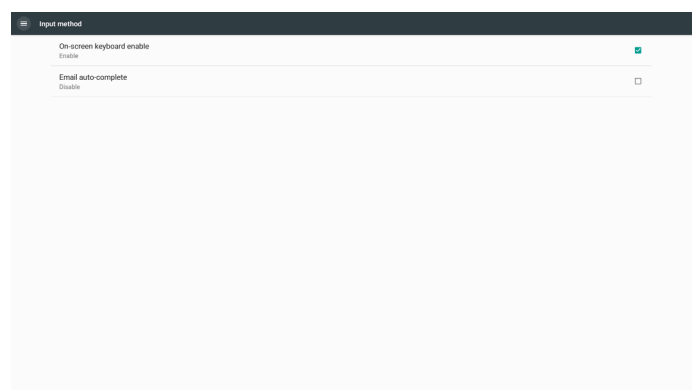 Input method
On-screen keyboard enable
Enable
Email auto-complete
Disable